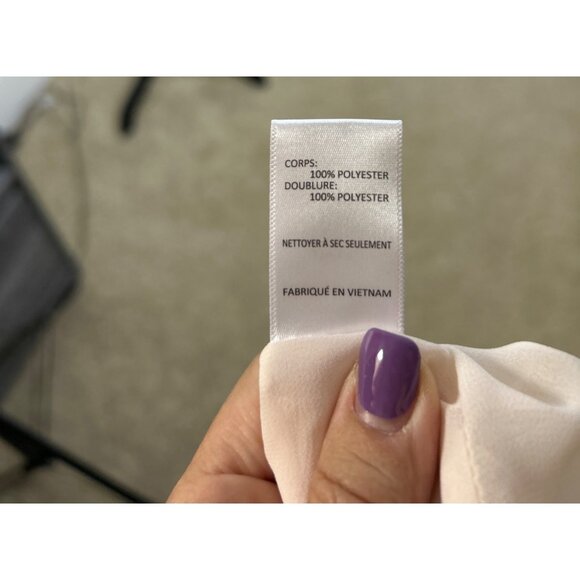 CORPS:
100% POLYESTER
DOUBLURE:
100% POLYESTER
NETTOYER À SEC SEULEMENT
FABRIQUÉ EN VIETNAM